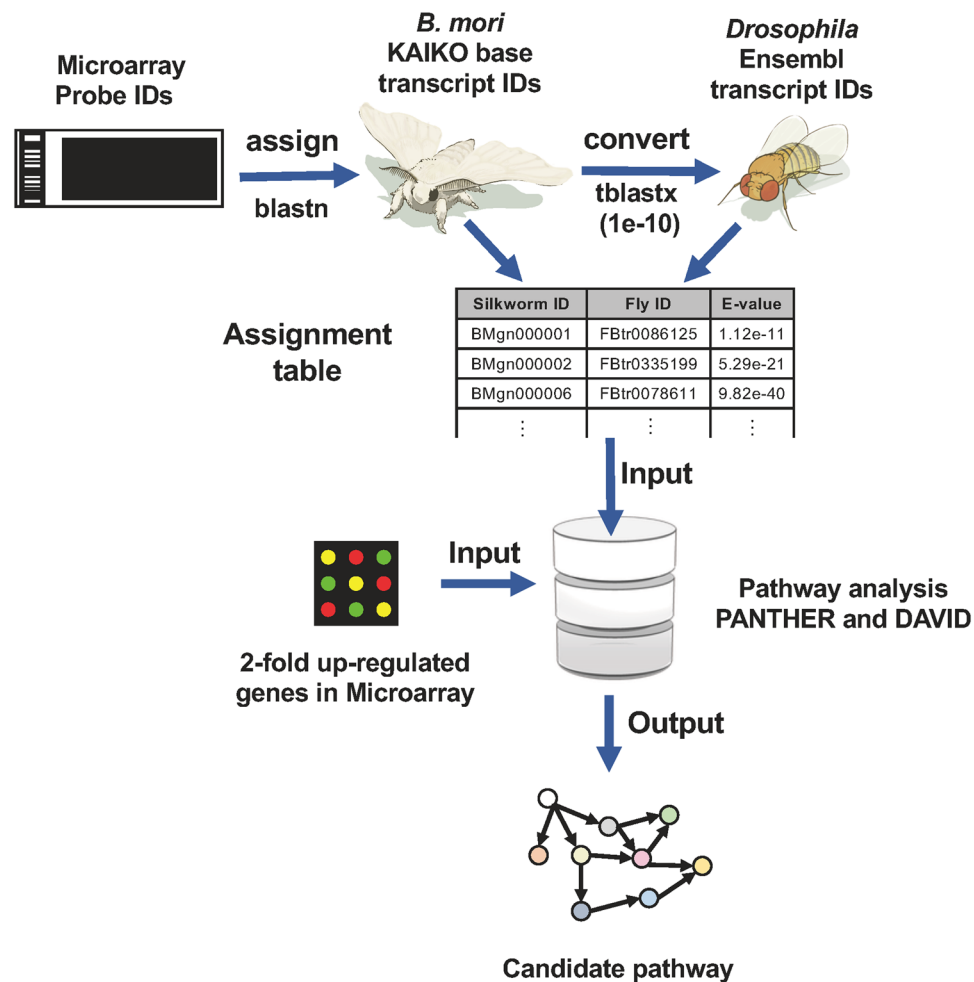 Microarray
Probe IDs
B. mori
KAIKO base
transcript IDs
Drosophila
Ensembl
transcript IDs
assign
blastn
convert
tblastx
(1e-10)
Assignment
table
Silkworm ID Fly ID E-value
BMgn000001 FBtr0086125 1.12e-11
BMgn000002 FBtr0335199 5.29e-21
BMgn000006 FBtr0078611 9.82e-40
⋮ ⋮ ⋮
Input
Input
2-fold up-regulated
genes in Microarray
Pathway analysis
PANTHER and DAVID
Output
Candidate pathway